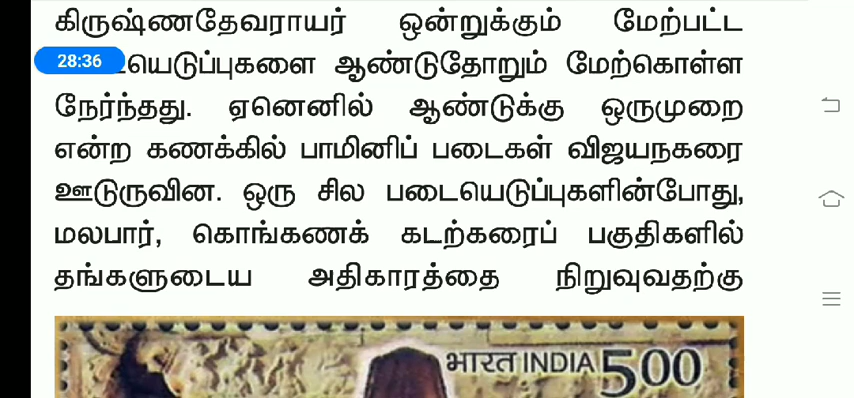 கிருஷ்ணதேவராயர் ஒன்றுக்கும் மேற்பட்ட
28:36
யெடுப்புகளை ஆண்டுதோறும் மேற்கொள்ள
நேர்ந்தது. ஏனெனில் ஆண்டுக்கு ஒருமுறை
என்ற கணக்கில் பாமினிப் படைகள் விஜயநகரை
ஊடுருவின. ஒரு சில படையெடுப்புகளின்போது,
மலபார், கொங்கணக் கடற்கரைப் பகுதிகளில்
தங்களுடைய அதிகாரத்தை நிறுவுவதற்கு
भारत INDIA 500